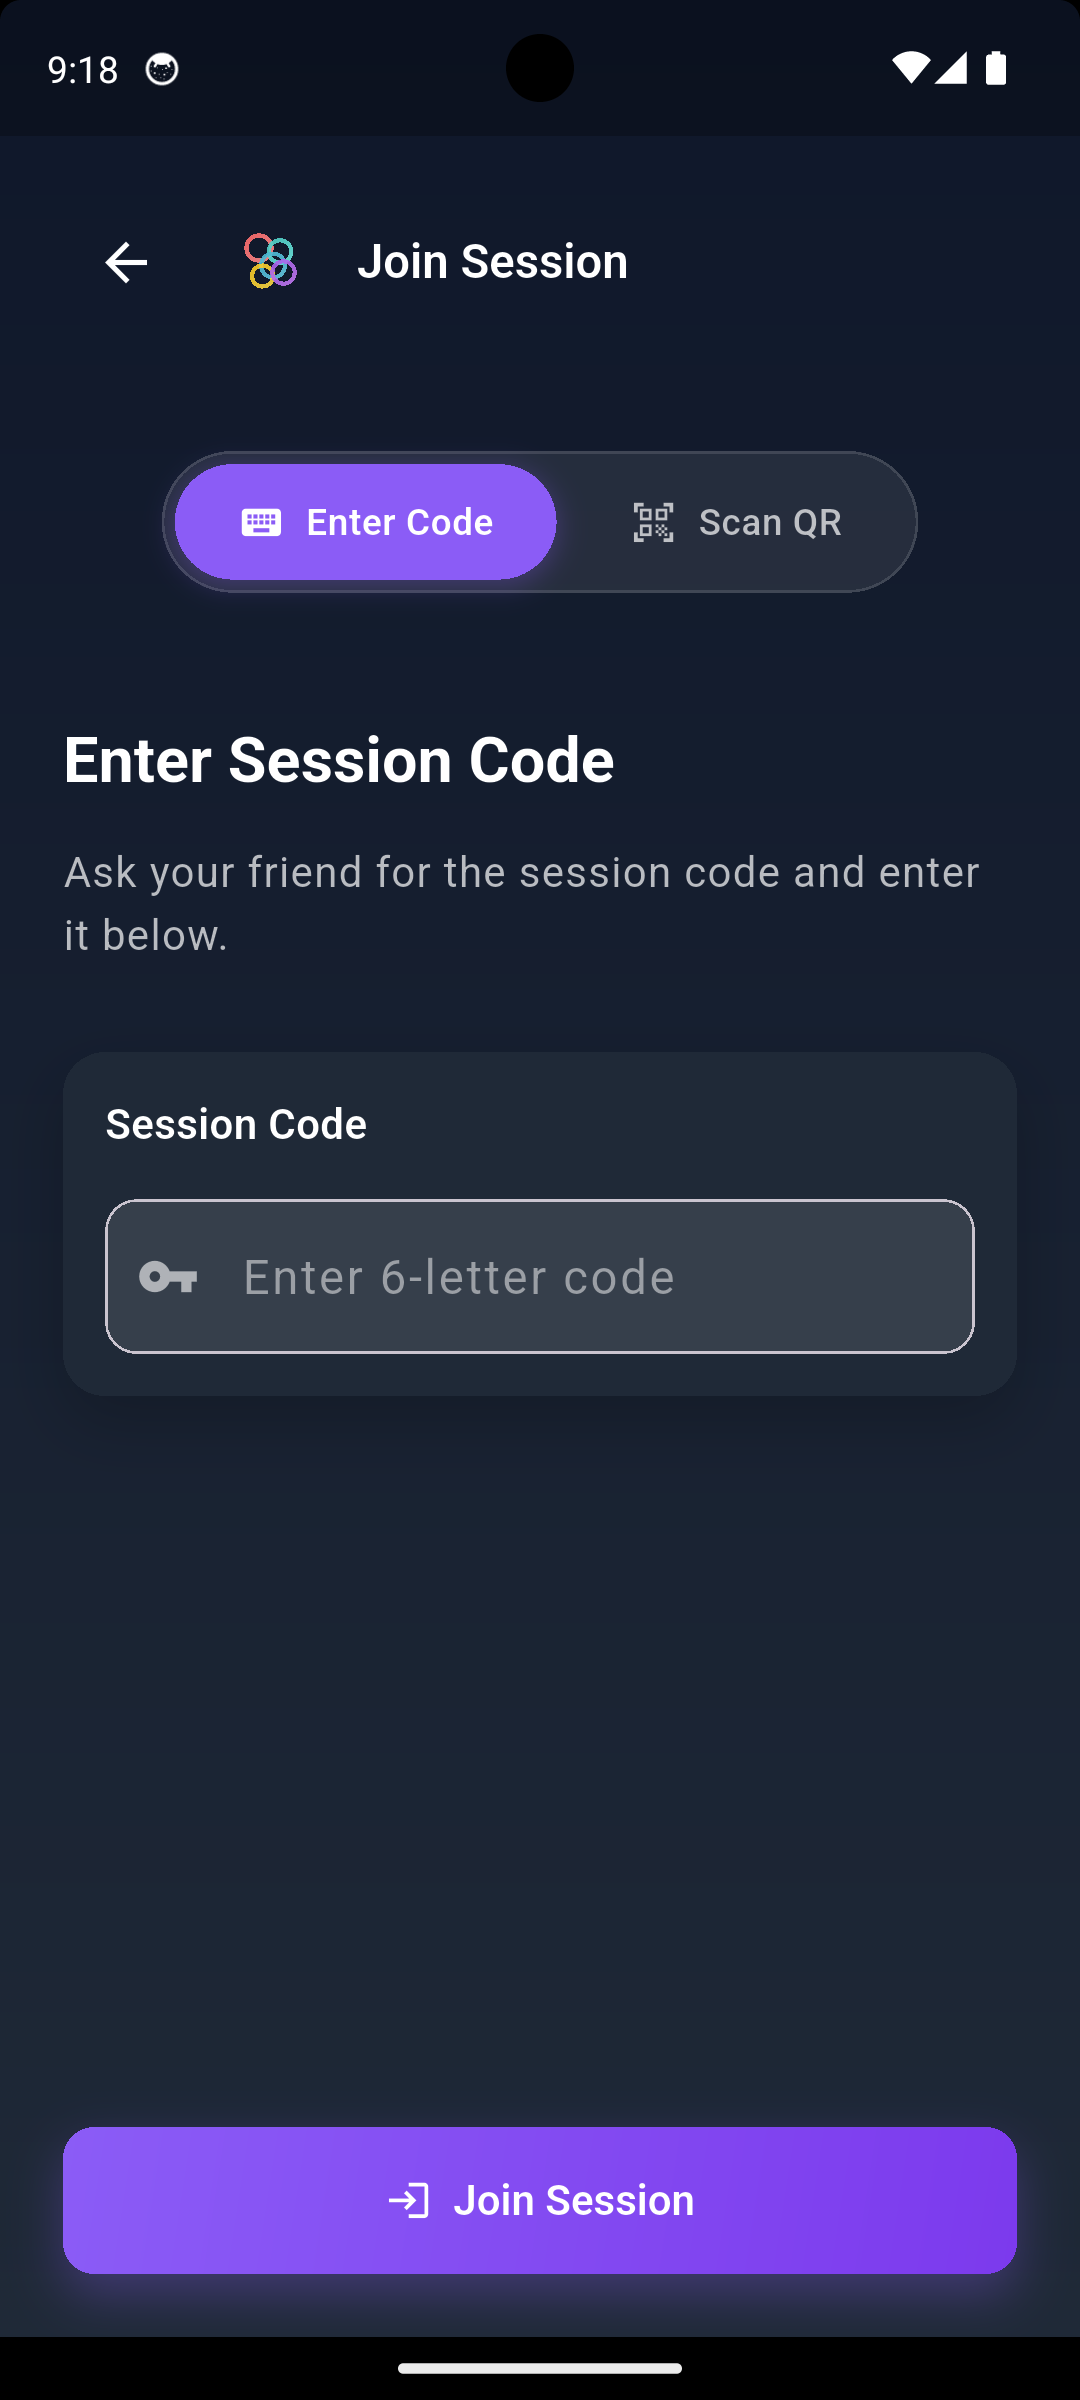 9:18
Join Session
Enter Code
Scan QR
Enter Session Code
Ask your friend for the session code and enter
it below.
Session Code
Enter 6-letter code
Join Session